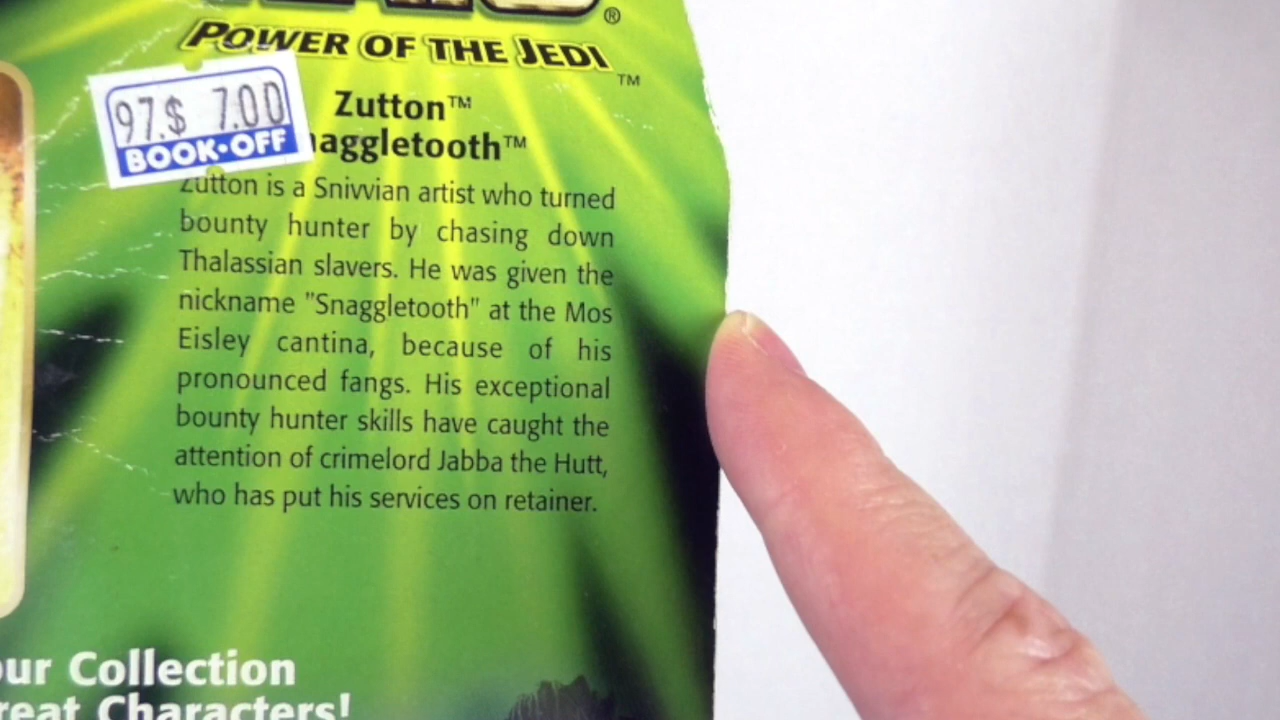 ®
POWER OF THE JEDI
™
97.$ 7.00
BOOK·OFF
Zutton™
naggletooth™
Zutton is a Snivvian artist who turned
bounty hunter by chasing down
Thalassian slavers. He was given the
nickname "Snaggletooth" at the Mos
Eisley cantina, because of his
pronounced fangs. His exceptional
bounty hunter skills have caught the
attention of crimelord Jabba the Hutt,
who has put his services on retainer.
our Collection
reat Characters!